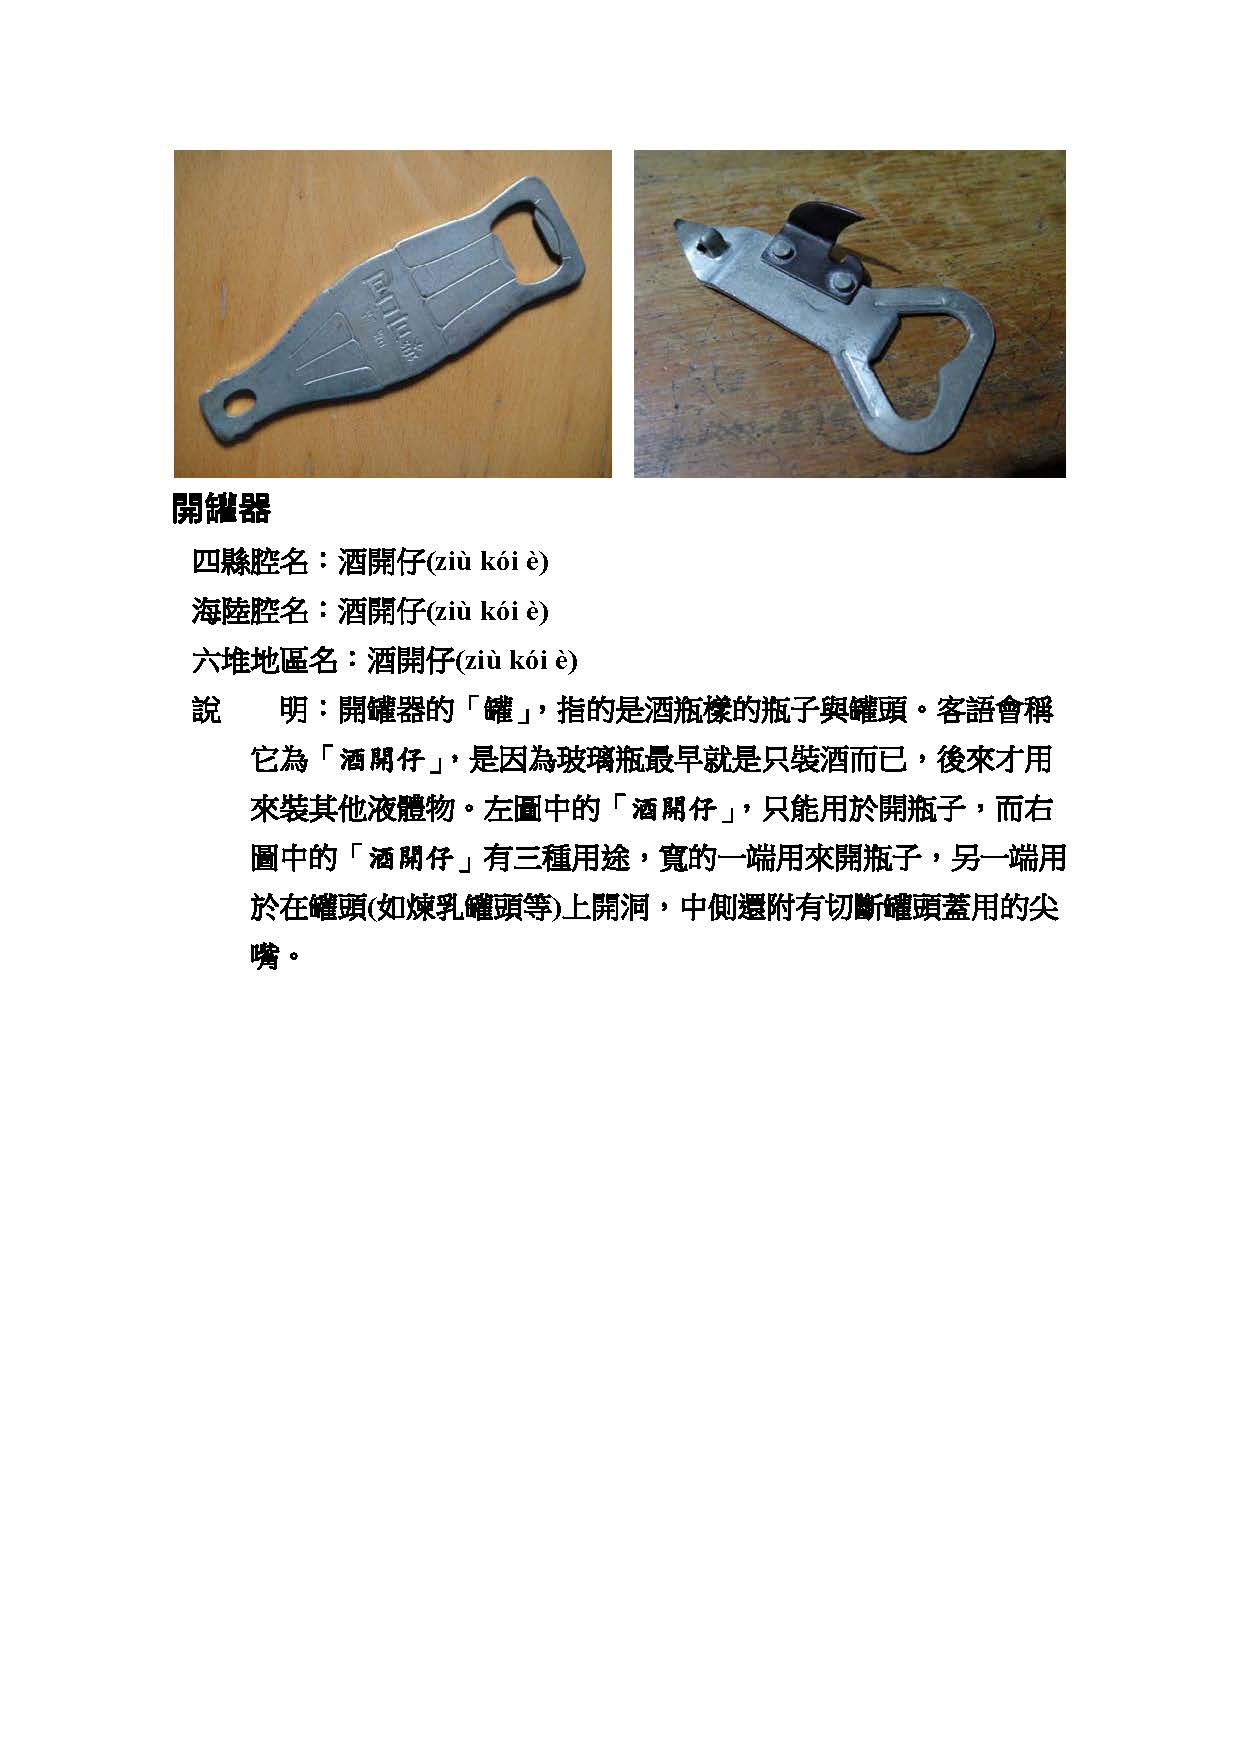 開罐器
四縣腔名：酒開仔(ziù kói è)
海陸腔名：酒開仔(ziù kói è)
六堆地區名：酒開仔(ziù kói è)
說　　明：開罐器的「罐」，指的是酒瓶樣的瓶子與罐頭。客語會稱
它為「酒開仔」，是因為玻璃瓶最早就是只裝酒而已，後來才用
來裝其他液體物。左圖中的「酒開仔」，只能用於開瓶子，而右
圖中的「酒開仔」有三種用途，寬的一端用來開瓶子，另一端用
於在罐頭(如煉乳罐頭等)上開洞，中側還附有切斷罐頭蓋用的尖
嘴。